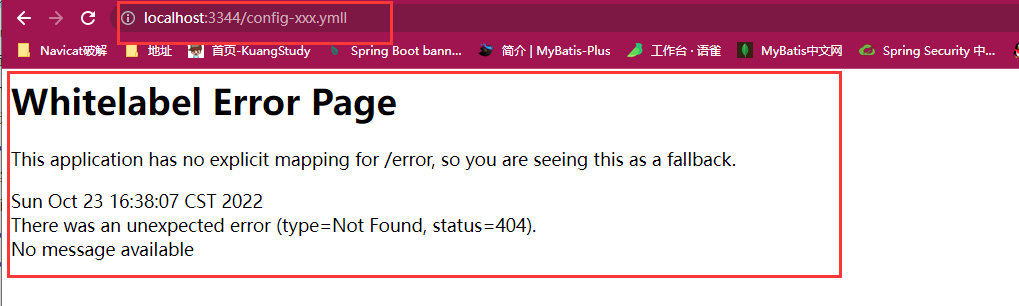 localhost:3344/config-xxx.ymll
Navicat破解 地址 首页-KuangStudy Spring Boot bann... 简介 | MyBatis-Plus 工作台 · 语雀 MyBatis中文网 Spring Security 中...
Whitelabel Error Page
This application has no explicit mapping for /error, so you are seeing this as a fallback.
Sun Oct 23 16:38:07 CST 2022
There was an unexpected error (type=Not Found, status=404).
No message available